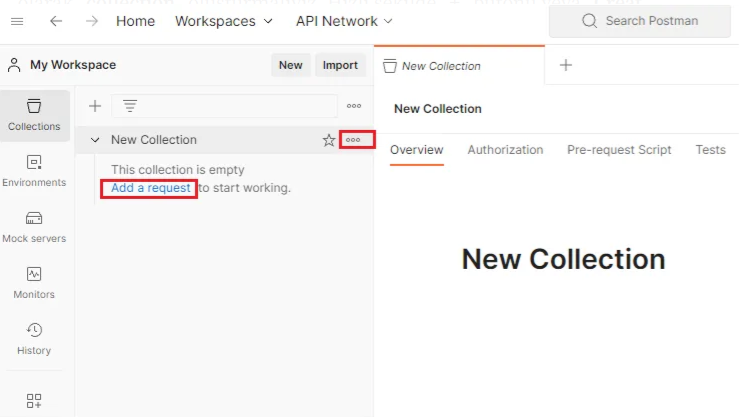 Home Workspaces API Network Search Postman
My Workspace New Import
New Collection
Collections
New Collection
This collection is empty
Add a request to start working.
Environments
Mock servers
Monitors
History
New Collection
Overview Authorization Pre-request Script Tests
New Collection